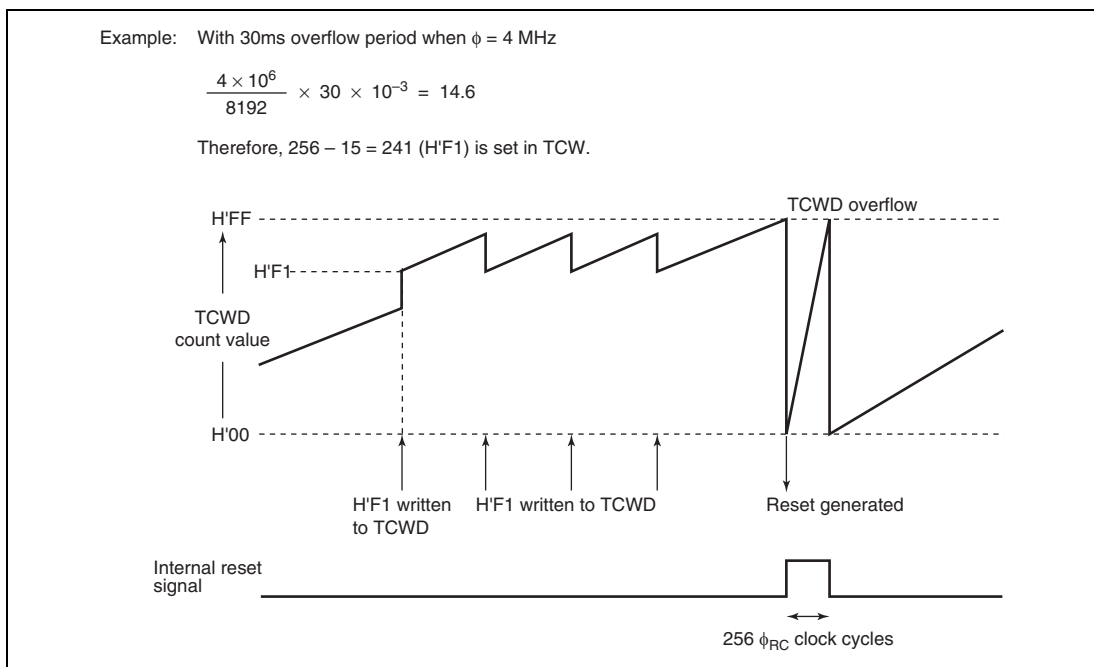 Example: With 30ms overflow period when ϕ = 4 MHz
4 × 10⁶
8192
× 30 × 10⁻³ = 14.6
Therefore, 256 – 15 = 241 (H'F1) is set in TCW.
TCWD overflow
H'FF
H'F1
TCWD
count value
H'00
H'F1 written
to TCWD
H'F1 written to TCWD
Reset generated
Internal reset
signal
256 ϕRC clock cycles